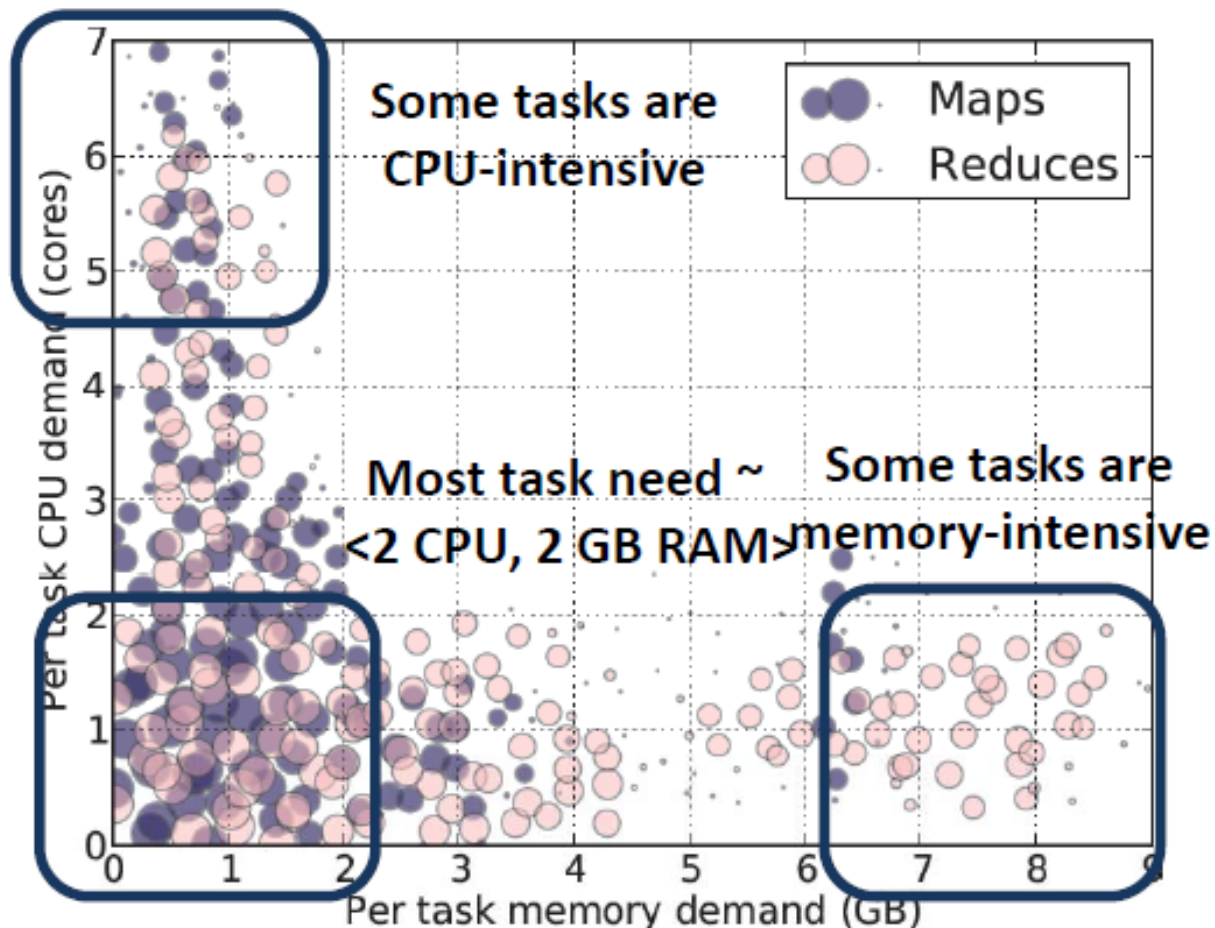 7
6
5
4
3
2
1
0
Per task CPU demand (cores)
Some tasks are
CPU-intensive
Maps
Reduces
Most task need ~
<2 CPU, 2 GB RAM>
Some tasks are
memory-intensive
0 1 2 3 4 5 6 7 8 9
Per task memory demand (GB)